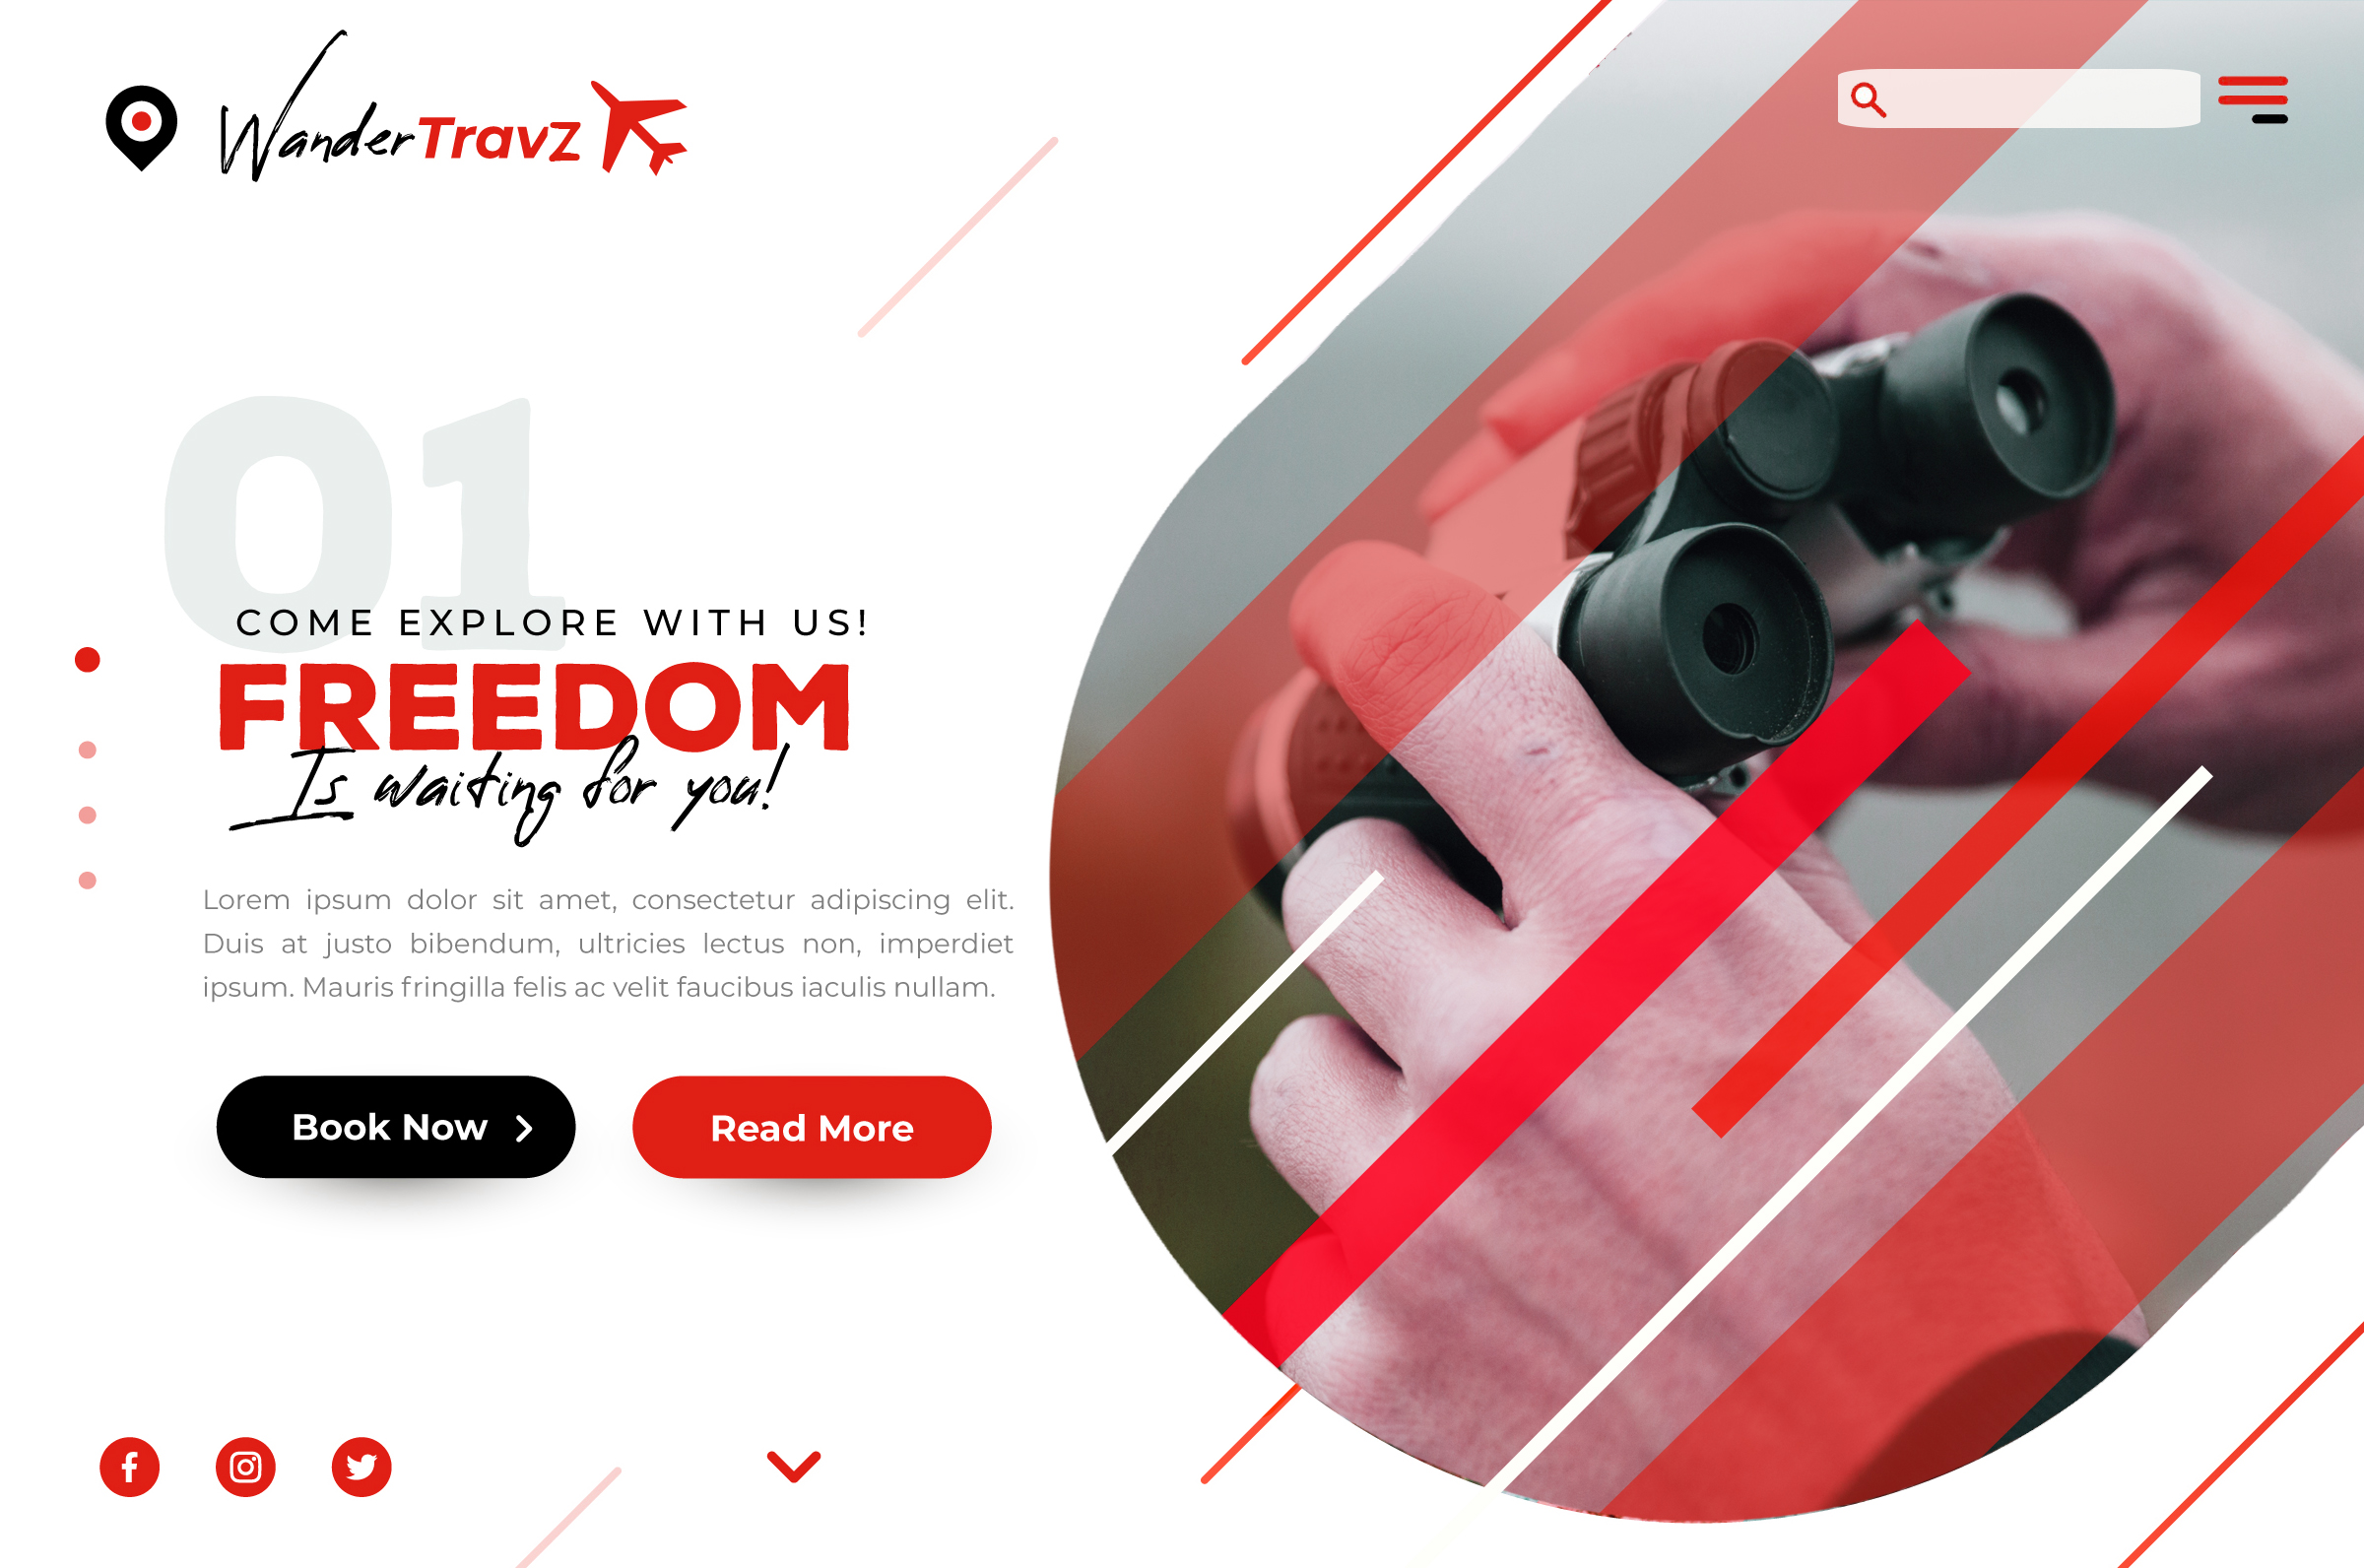 WanderTravz
01
COME EXPLORE WITH US!
FREEDOM
Is waiting for you!
Lorem ipsum dolor sit amet, consectetur adipiscing elit.
Duis at justo bibendum, ultricies lectus non, imperdiet
ipsum. Mauris fringilla felis ac velit faucibus iaculis nullam.
Book Now
Read More